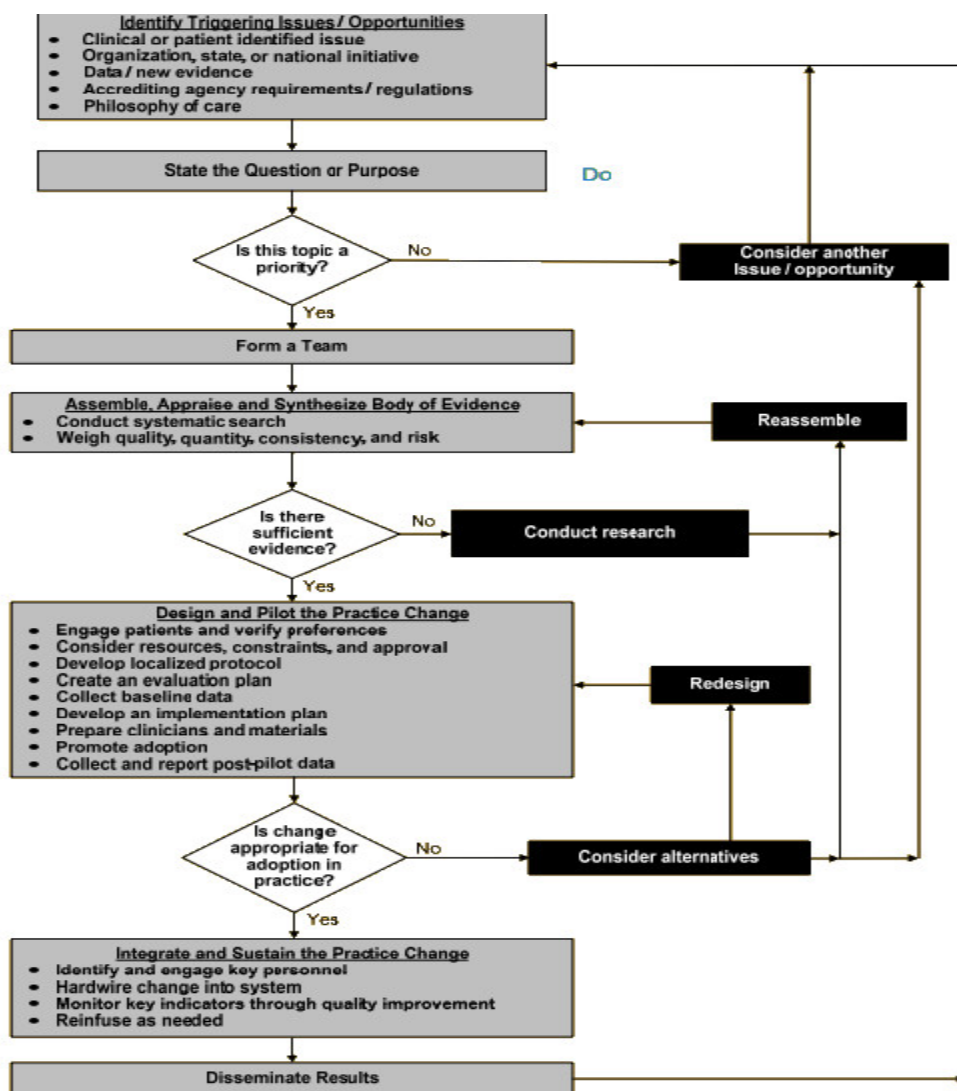 Identify Triggering Issues / Opportunities
• Clinical or patient identified issue
• Organization, state, or national initiative
• Data / new evidence
• Accrediting agency requirements / regulations
• Philosophy of care
State the Question or Purpose
Do
Is this topic a
priority?
No
Consider another
Issue / opportunity
Yes
Form a Team
Assemble, Appraise and Synthesize Body of Evidence
• Conduct systematic search
• Weigh quality, quantity, consistency, and risk
Reassemble
Is there
sufficient
evidence?
No
Conduct research
Yes
Design and Pilot the Practice Change
• Engage patients and verify preferences
• Consider resources, constraints, and approval
• Develop localized protocol
• Create an evaluation plan
• Collect baseline data
• Develop an implementation plan
• Prepare clinicians and materials
• Promote adoption
• Collect and report post-pilot data
Redesign
Is change
appropriate for
adoption in
practice?
No
Consider alternatives
Yes
Integrate and Sustain the Practice Change
• Identify and engage key personnel
• Hardwire change into system
• Monitor key indicators through quality improvement
• Reinfuse as needed
Disseminate Results